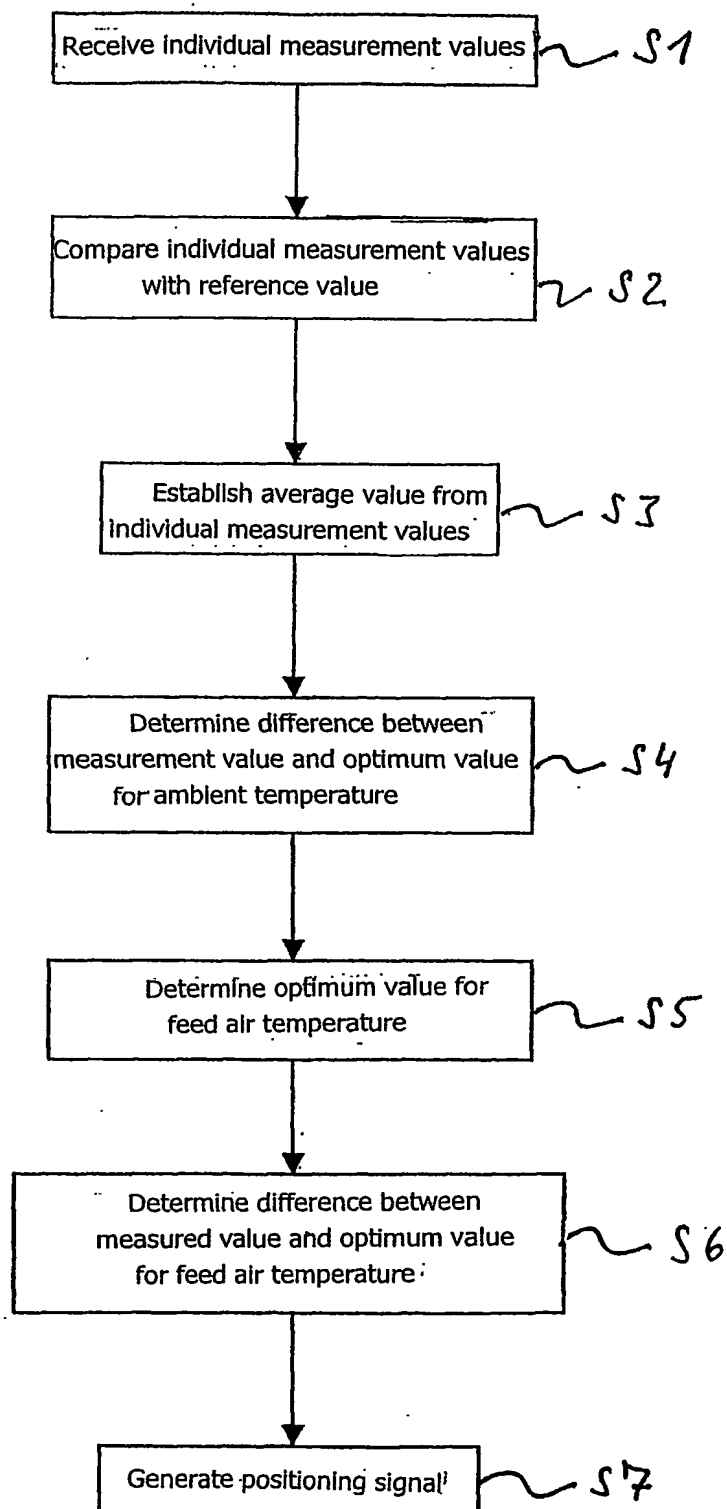 Receive individual measurement values
S1
Compare individual measurement values
with reference value
S2
Establish average value from
individual measurement values
S3
Determine difference between
measurement value and optimum value
for ambient temperature
S4
Determine optimum value for
feed air temperature
S5
Determine difference between
measured value and optimum value
for feed air temperature
S6
Generate positioning signal
S7